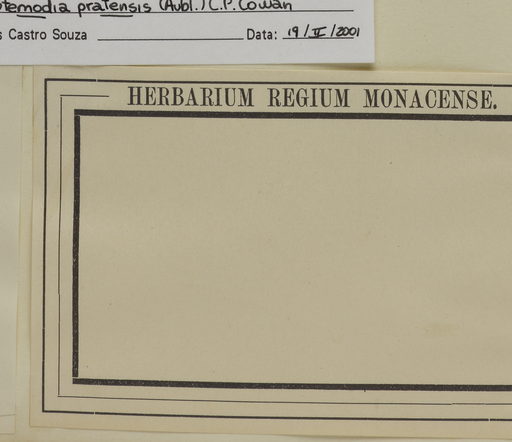 temodia pratensis (Aubl.) C.P. Cowan
s Castro Souza Data: 19/II/2001
HERBARIUM REGIUM MONACENSE.